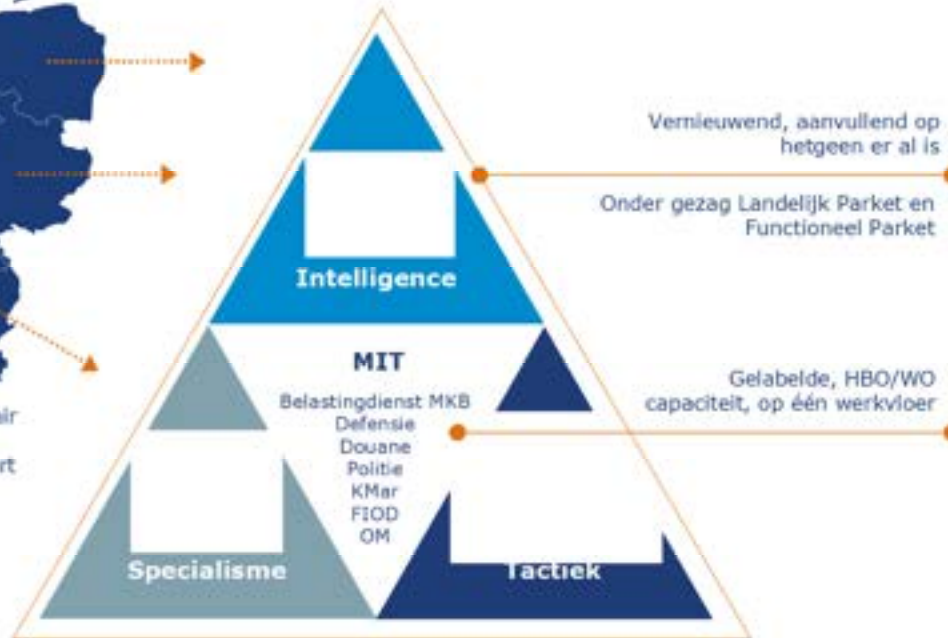 Vernieuwend, aanvullend op
hetgeen er al is
Onder gezag Landelijk Parket en
Functioneel Parket
Intelligence
MIT
Belastingdienst MKB
Defensie
Douane
Politie
KMar
FIOD
OM
Gelabelde, HBO/WO
capaciteit, op één werkvloer
Specialisme
Tactiek